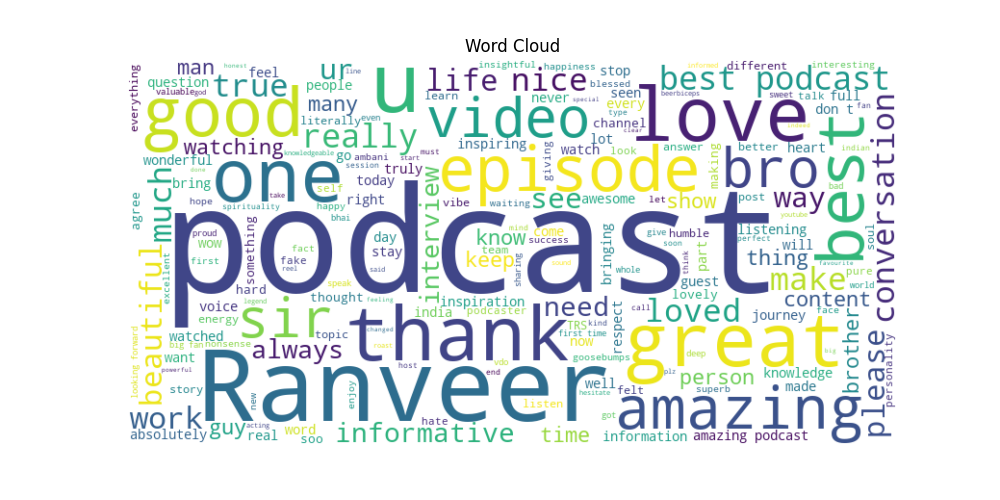 Word Cloud
everything
man
question
feel
ur
line
people
u
life
nice
insightful
happiness
blessed
special
stop
seen
best podcast
different
interesting
valuable
god
true
many
literally
even
really
good
watching
knowledgeable
learn
video
never
inspiring
lot
channel
every
type
clear
love
beerbiceps
informed
sweet
talk
full
don t
fan
indeed
indian
wonderful
done
bring
much
agree
one
go
ambani
session
start
must
truly
self
today
take
spirituality
hope
happy
right
bhai
interview
episode
vibe
waiting
giving
watch
look
answer
making
better
heart
see
awesome
let
show
bro
post
bad
way
youtube
best
conversation
soul
podcast
proud
wow
first
excellent
beautiful
something
fact
fake
reel
hard
day
stay
said
speak
know
team
keep
mind
success
come
sound
sharing
bringing
whole
give
humble
soon
guest
think
part
perfect
listening
will
thing
favourite
pure
world
make
voice
energy
legend
sir
thought
feeling
india
inspiration
podcaster
need
TRS
kind
first time
now
respect
call
lovely
loved
journey
content
face
brother
please
personality
looking forward
watched
big fan
nonsense
want
powerful
story
topic
changed
roast
always
thank
host
vdo
end
goosebumps
great
deep
big
plz
person
knowledge
superb
made
Ranveer
new
enjoy
well
felt
hesitate
listen
got
amazing
work
absolutely
guy
acting
real
word
soo
hate
informative
time
information
amazing podcast
honest